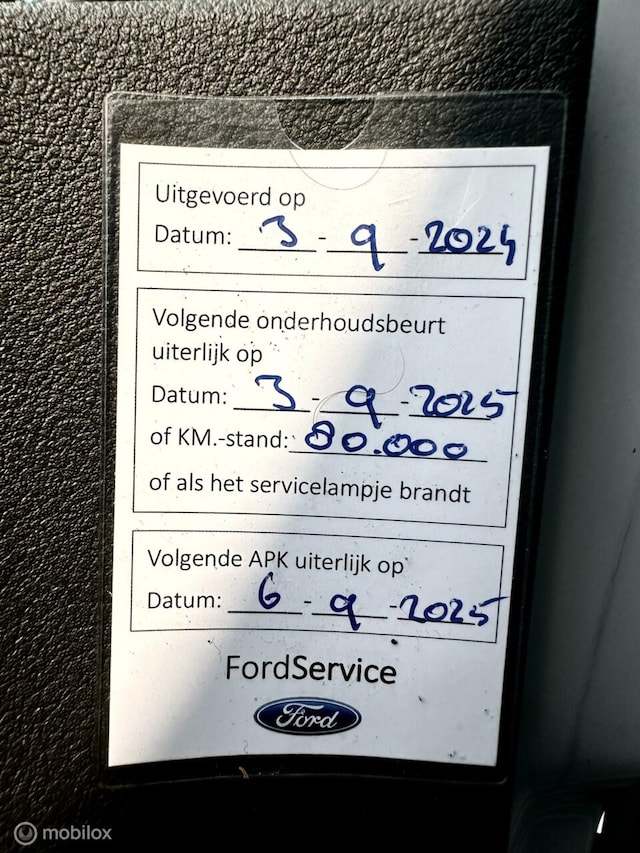 Uitgevoerd op
Datum: 3 - 9 - 2024
Volgende onderhoudsbeurt
uiterlijk op
Datum: 3 - 9 - 2025
of KM.-stand: 80.000
of als het servicelampje brandt
Volgende APK uiterlijk op
Datum: 6 - 9 - 2025
FordService
Ford
mobilox